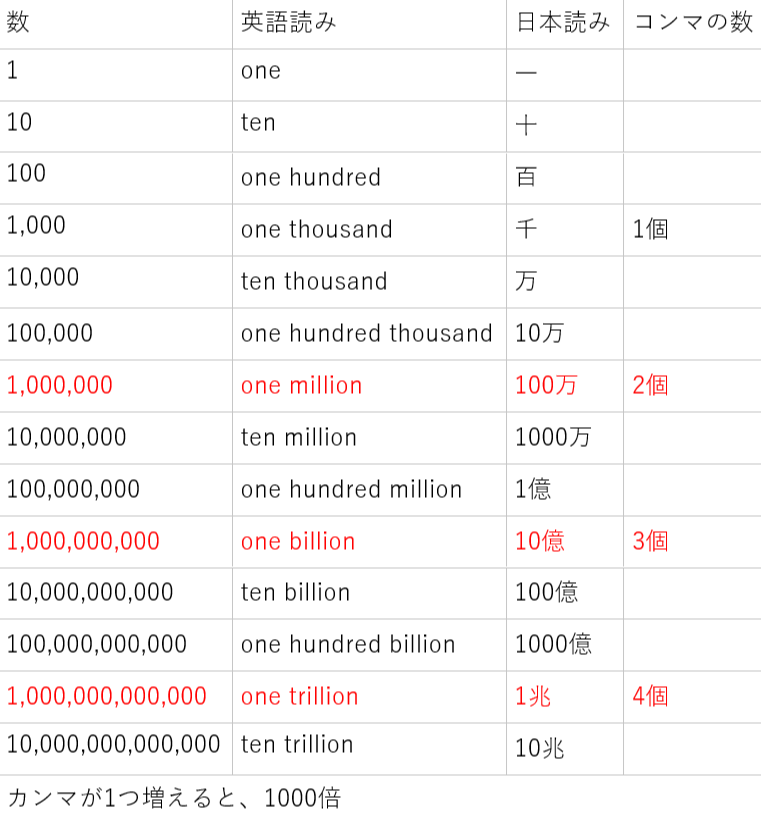 数 英語読み 日本読み コンマの数
1 one 一
10 ten 十
100 one hundred 百
1,000 one thousand 千 1個
10,000 ten thousand 万
100,000 one hundred thousand 10万
1,000,000 one million 100万 2個
10,000,000 ten million 1000万
100,000,000 one hundred million 1億
1,000,000,000 one billion 10億 3個
10,000,000,000 ten billion 100億
100,000,000,000 one hundred billion 1000億
1,000,000,000,000 one trillion 1兆 4個
10,000,000,000,000 ten trillion 10兆
カンマが1つ増えると、1000倍